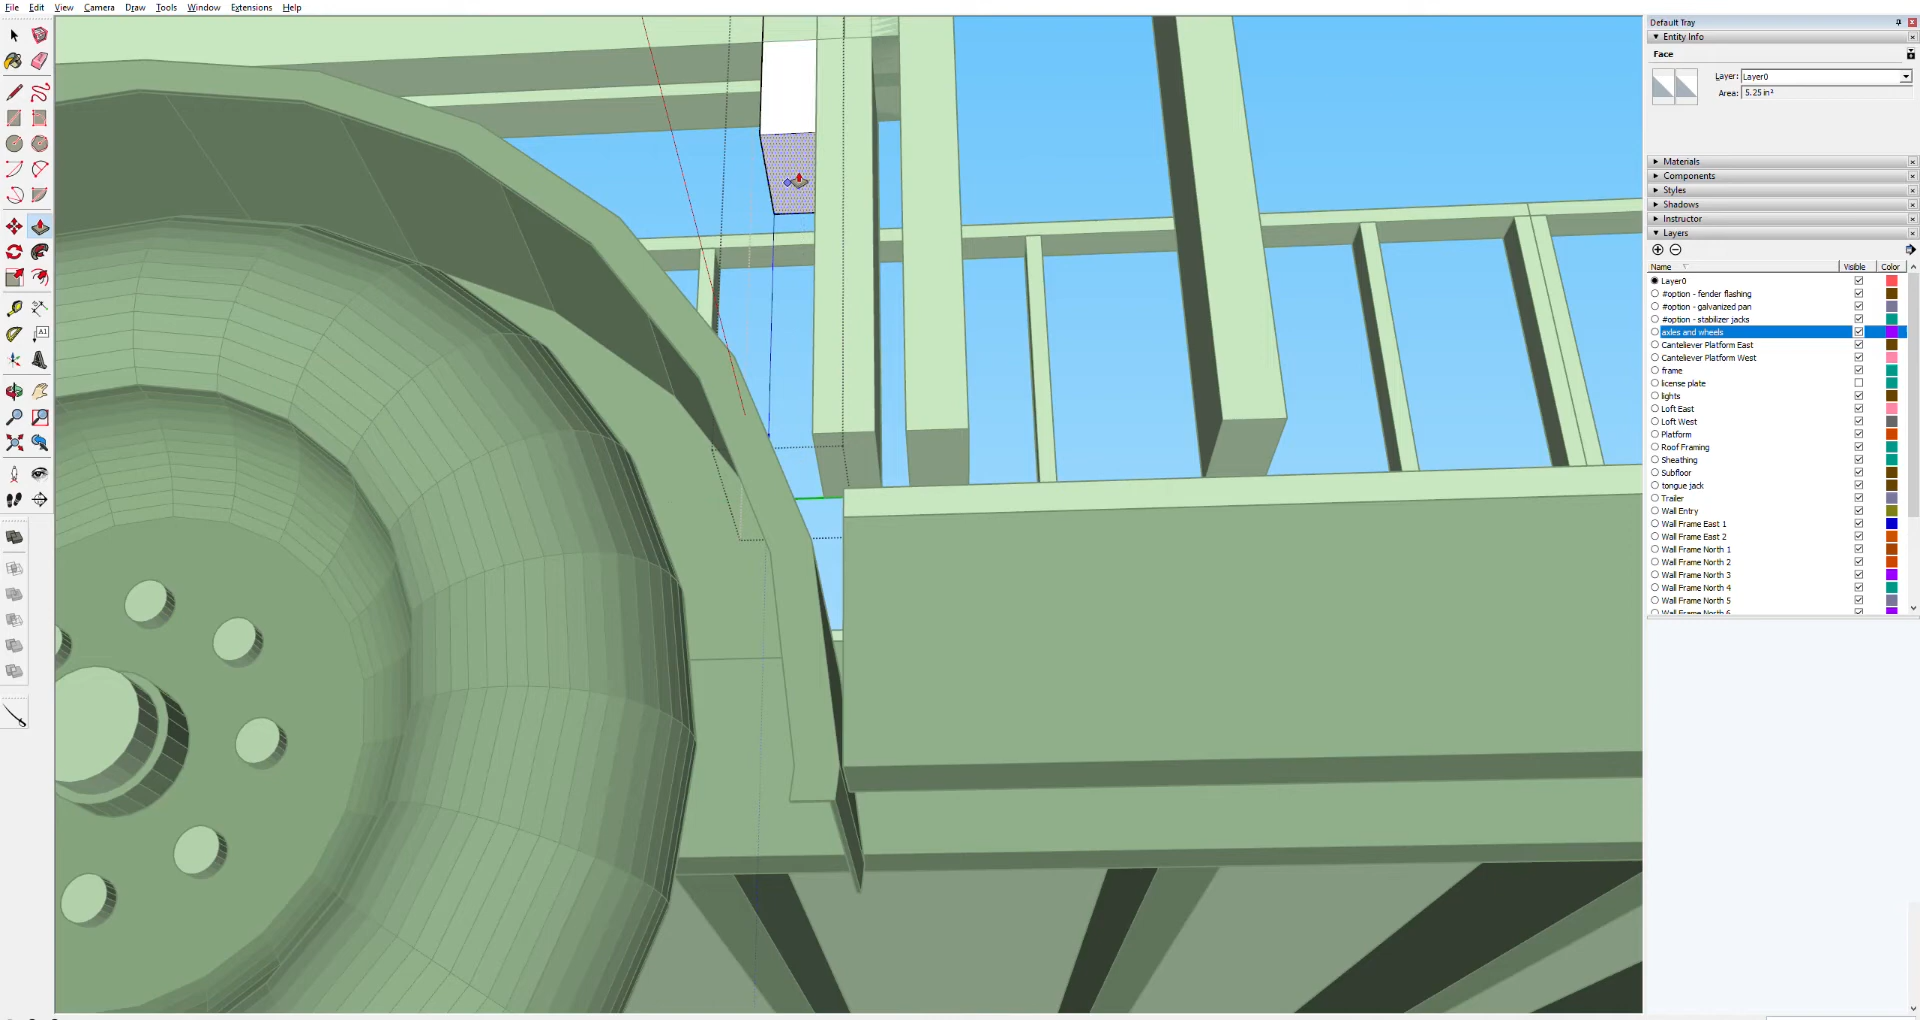 File Edit View Camera Draw Tools Window Extensions Help
Default Tray
Entity Info
Face
Layer: Layer0
Area: 5.25 in²
Materials
Components
Styles
Shadows
Instructor
Layers
Name Visible Color
Layer0
#option - fender flashing
#option - galvanized pan
#option - stabilizer jacks
axles and wheels
Canteliever Platform East
Canteliever Platform West
frame
license plate
lights
Loft East
Loft West
Platform
Roof Framing
Sheathing
Subfloor
tongue jack
Trailer
Wall Entry
Wall Frame East 1
Wall Frame East 2
Wall Frame North 1
Wall Frame North 2
Wall Frame North 3
Wall Frame North 4
Wall Frame North 5
Wall Frame North 6